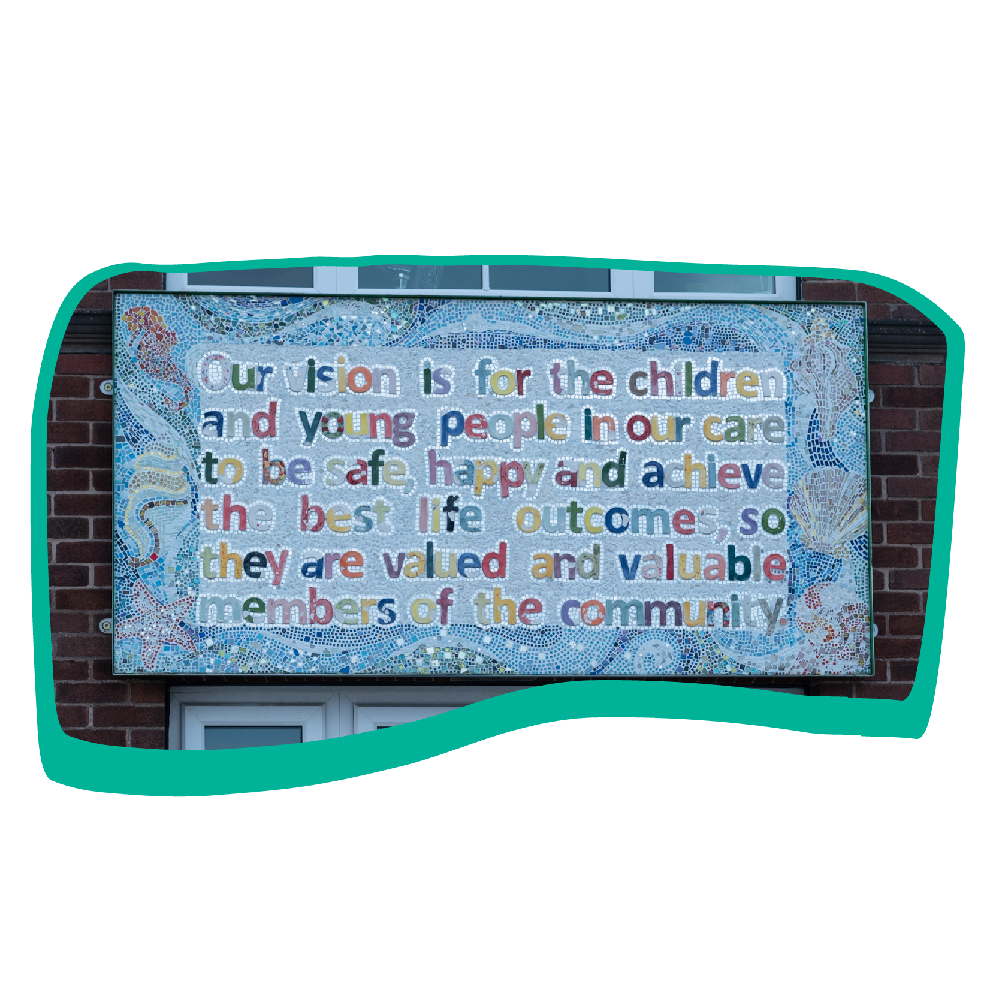 Our vision is for the children
and young people in our care
to be safe, happy and achieve
the best life outcomes, so
they are valued and valuable
members of the community.